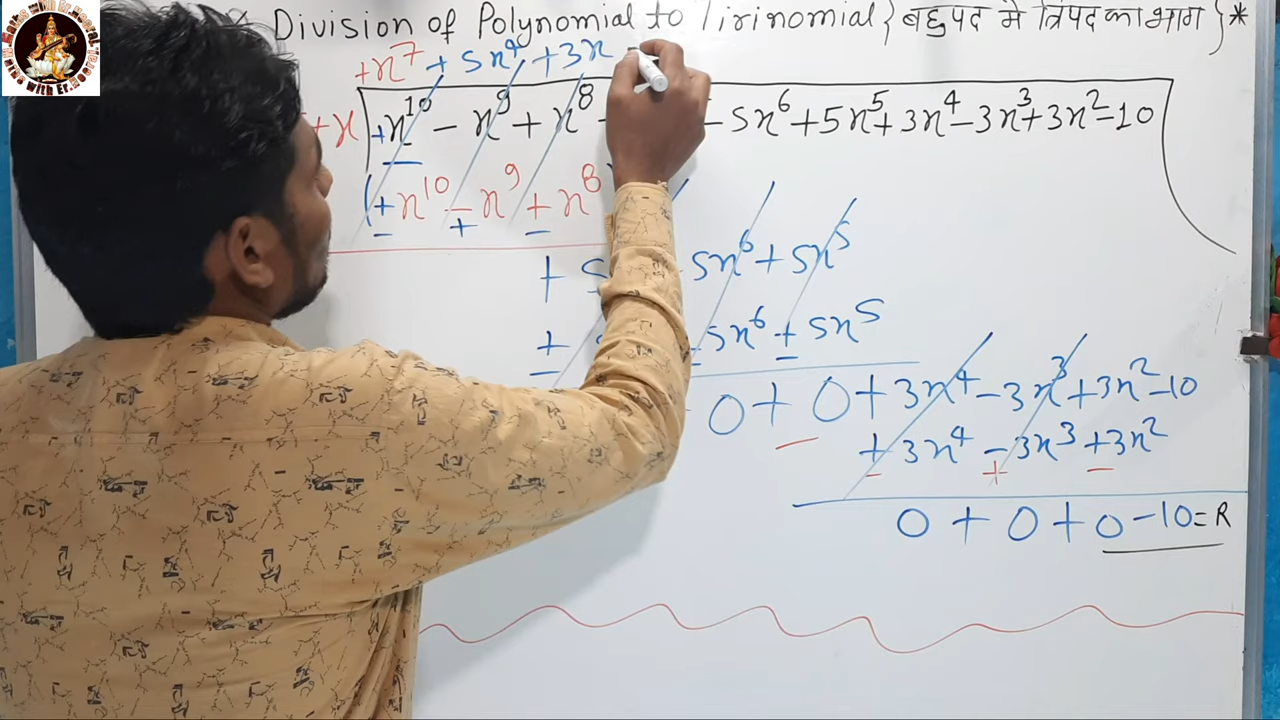 Division of Polynomial to Tirinomial { बहुपद मे त्रिपद का भाग } *
+x⁷ + 5x⁴ + 3x
+x +x¹⁰ - x⁹ + x⁸ - 5x⁶ + 5x⁵ + 3x⁴ - 3x³ + 3x² - 10
+x¹⁰ - x⁹ + x⁸
- + -
+ 5 5x⁶ + 5x⁵
+ 5x⁶ + 5x⁵
- -
0 + 0 + 3x⁴ - 3x³ + 3x² - 10
+ 3x⁴ - 3x³ + 3x²
- + -
0 + 0 + 0 - 10 = R